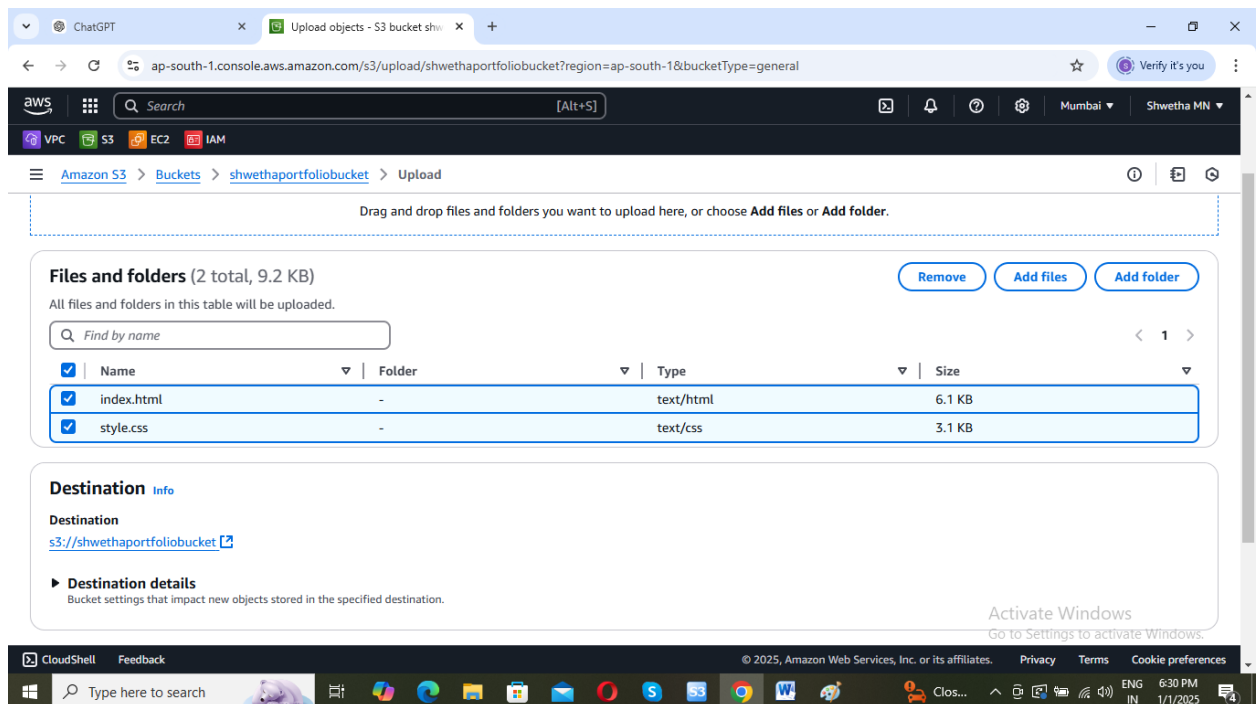 ChatGPT
Upload objects - S3 bucket shw
ap-south-1.console.aws.amazon.com/s3/upload/shwethaportfoliobucket?region=ap-south-1&bucketType=general
Verify it's you
aws
Search
[Alt+S]
Mumbai ▼
Shwetha MN ▼
VPC S3 EC2 IAM
Amazon S3 > Buckets > shwethaportfoliobucket > Upload
Drag and drop files and folders you want to upload here, or choose Add files or Add folder.
Files and folders (2 total, 9.2 KB)
Remove
Add files
Add folder
All files and folders in this table will be uploaded.
Find by name
< 1 >
Name Folder Type Size
index.html - text/html 6.1 KB
style.css - text/css 3.1 KB
Destination Info
Destination
s3://shwethaportfoliobucket
Destination details
Bucket settings that impact new objects stored in the specified destination.
Activate Windows
Go to Settings to activate Windows.
CloudShell Feedback © 2025, Amazon Web Services, Inc. or its affiliates. Privacy Terms Cookie preferences
Type here to search
Clos...
ENG
IN
6:30 PM
1/1/2025
4